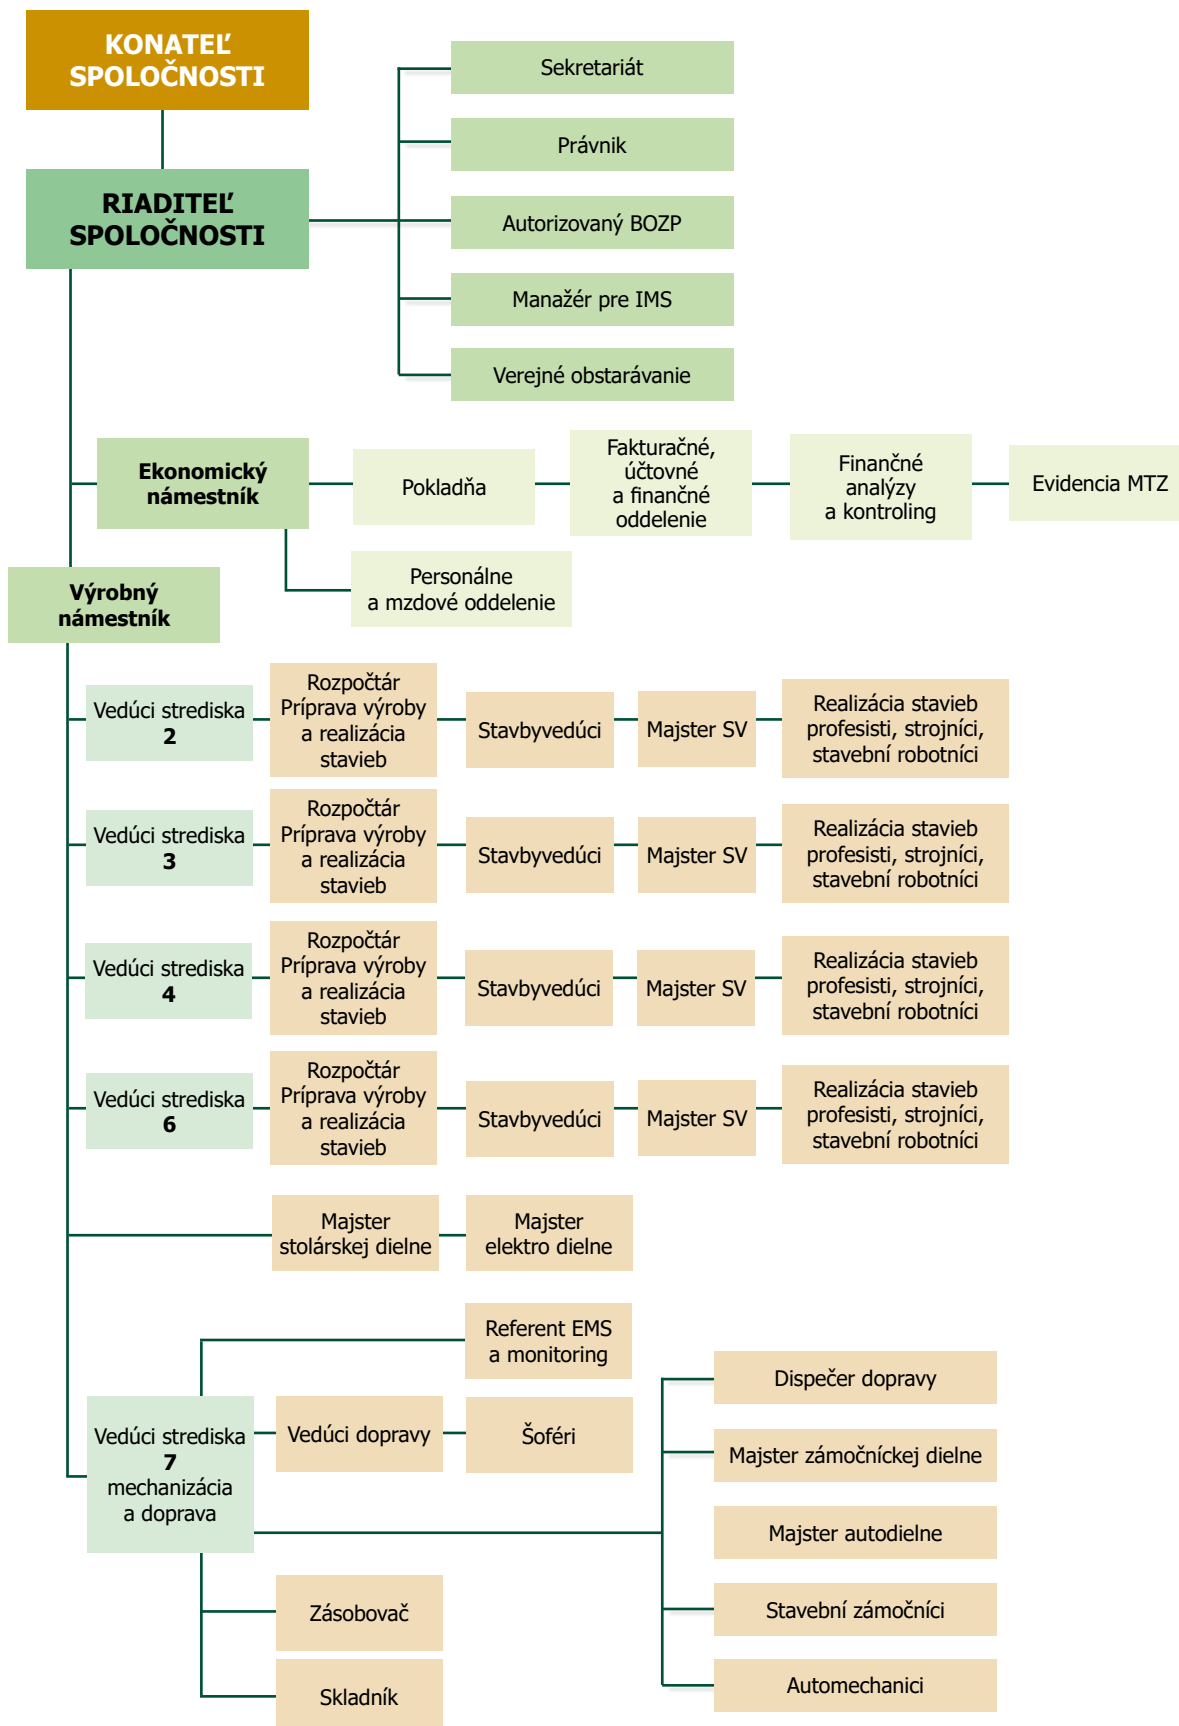 KONATEĽ
SPOLOČNOSTI
Sekretariát
Právnik
RIADITEĽ
SPOLOČNOSTI
Autorizovaný BOZP
Manažér pre IMS
Verejné obstarávanie
Ekonomický
námestník
Pokladňa
Fakturačné,
účtovné
a finančné
oddelenie
Finančné
analýzy
a kontroling
Evidencia MTZ
Personálne
a mzdové oddelenie
Výrobný
námestník
Vedúci strediska
2
Rozpočtár
Príprava výroby
a realizácia
stavieb
Stavbyvedúci
Majster SV
Realizácia stavieb
profesisti, strojníci,
stavební robotníci
Vedúci strediska
3
Rozpočtár
Príprava výroby
a realizácia
stavieb
Stavbyvedúci
Majster SV
Realizácia stavieb
profesisti, strojníci,
stavební robotníci
Vedúci strediska
4
Rozpočtár
Príprava výroby
a realizácia
stavieb
Stavbyvedúci
Majster SV
Realizácia stavieb
profesisti, strojníci,
stavební robotníci
Vedúci strediska
6
Rozpočtár
Príprava výroby
a realizácia
stavieb
Stavbyvedúci
Majster SV
Realizácia stavieb
profesisti, strojníci,
stavební robotníci
Majster
stolárskej dielne
Majster
elektro dielne
Referent EMS
a monitoring
Vedúci strediska
7
mechanizácia
a doprava
Vedúci dopravy
Šoféri
Dispečer dopravy
Majster zámočníckej dielne
Majster autodielne
Stavební zámočníci
Automechanici
Zásobovač
Skladník